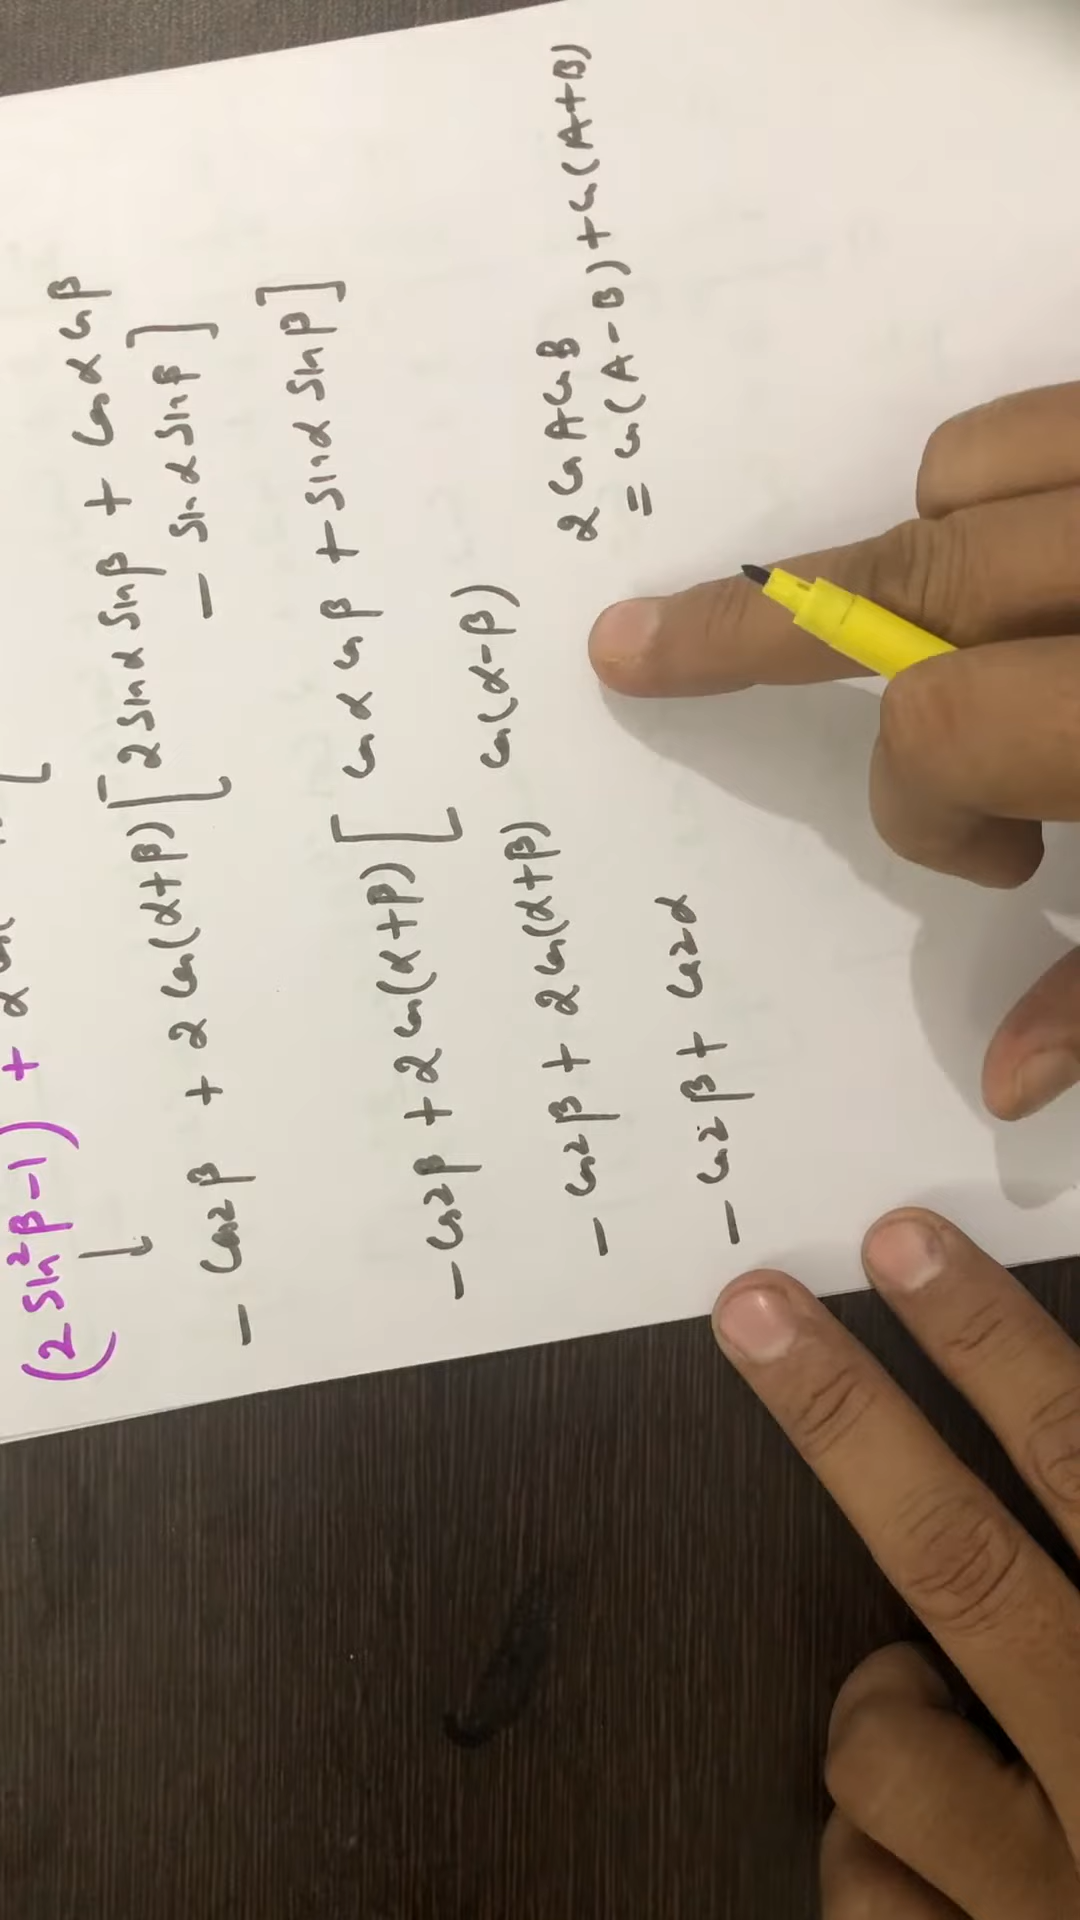 (2 sin²β-1) + 2
- cos2β + 2 cos(α+β) [2 sinα sinβ + cosα cosβ
- sinα sinβ]
- cos2β + 2 cos(α+β) [cosα cosβ + sinα sinβ]
- cos2β + 2 cos(α+β) cos(α-β)
2 cosA cosB
= cos(A-B) + cos(A+B)
- cos2β + cos2α